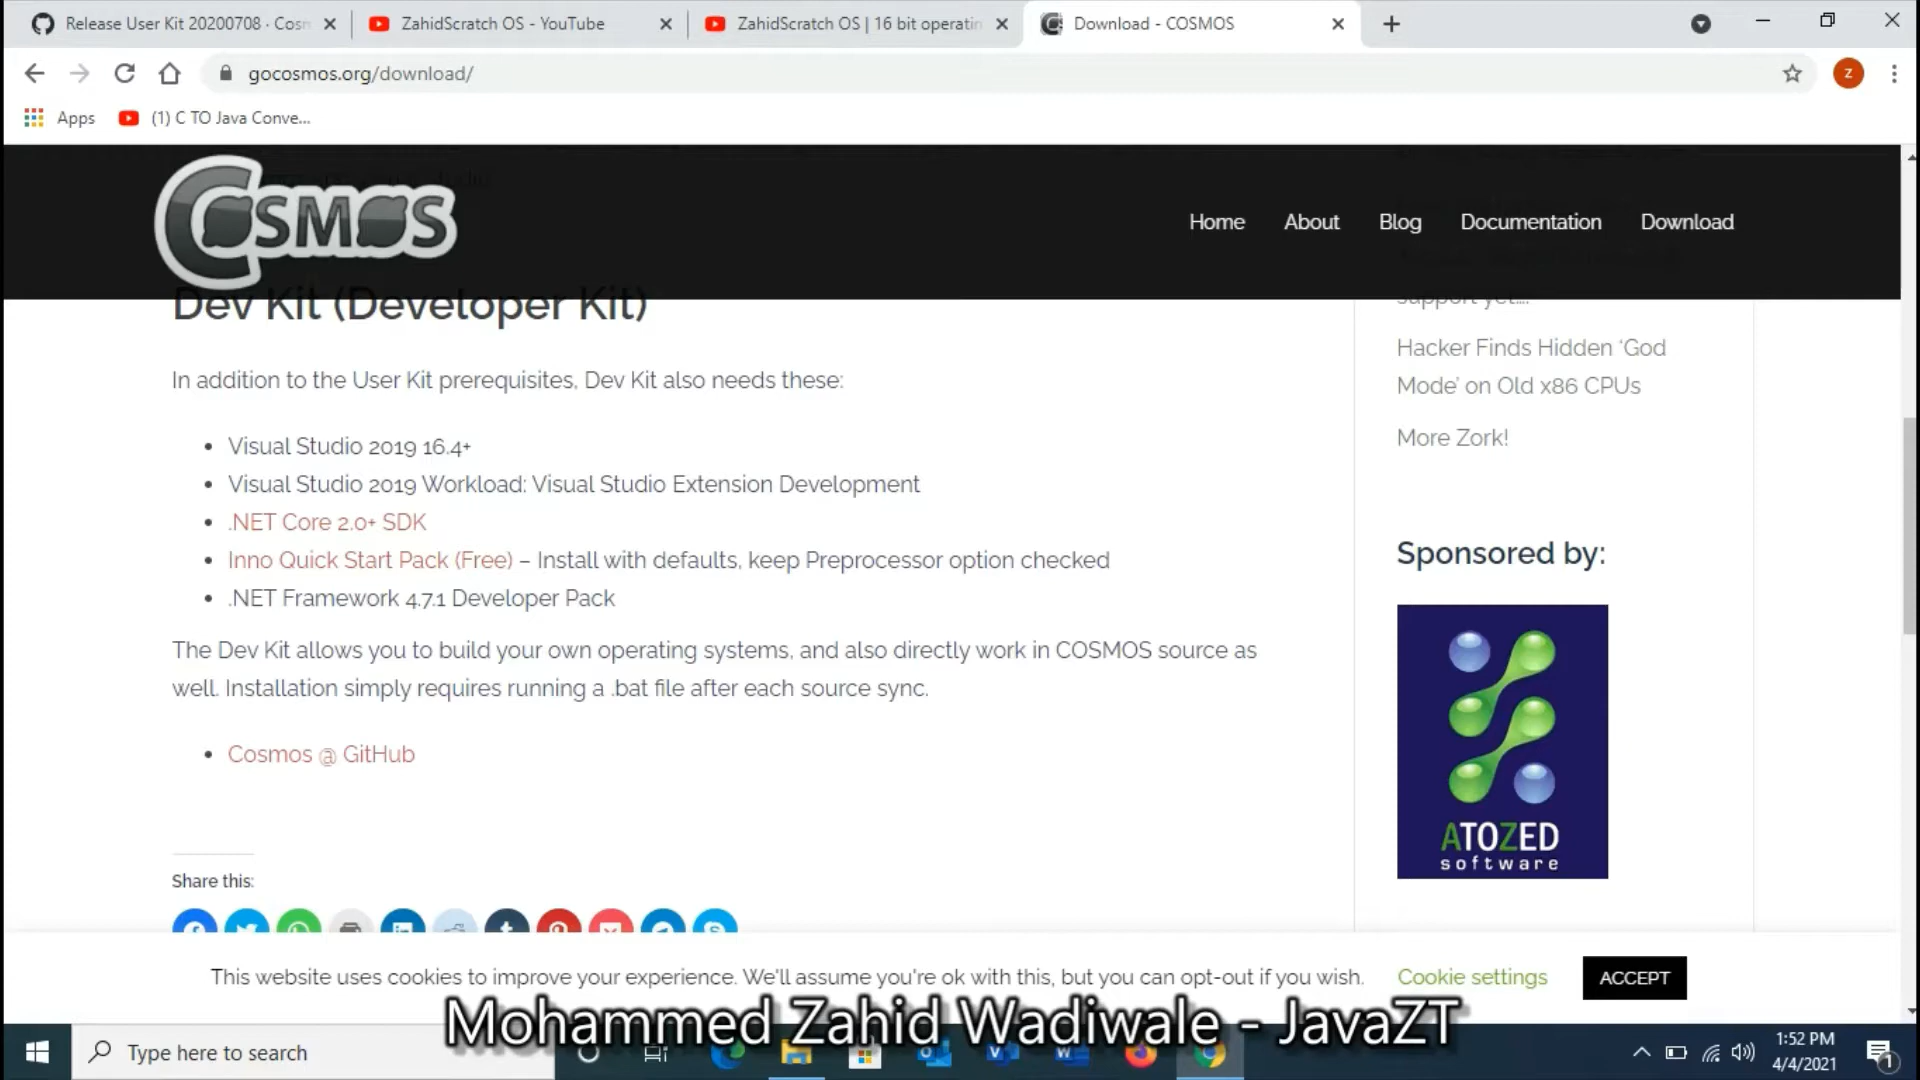 Release User Kit 20200708 · Cosm
ZahidScratch OS - YouTube
ZahidScratch OS | 16 bit operatin
Download - COSMOS
gocosmos.org/download/
Z
Apps
(1) C TO Java Conve...
COSMOS
Home
About
Blog
Documentation
Download
Dev Kit (Developer Kit)
support yet....
In addition to the User Kit prerequisites, Dev Kit also needs these:
Hacker Finds Hidden ‘God
Mode’ on Old x86 CPUs
More Zork!
• Visual Studio 2019 16.4+
• Visual Studio 2019 Workload: Visual Studio Extension Development
• .NET Core 2.0+ SDK
• Inno Quick Start Pack (Free) – Install with defaults, keep Preprocessor option checked
• .NET Framework 4.7.1 Developer Pack
Sponsored by:
ATOZED
software
The Dev Kit allows you to build your own operating systems, and also directly work in COSMOS source as
well. Installation simply requires running a .bat file after each source sync.
• Cosmos @ GitHub
Share this:
This website uses cookies to improve your experience. We'll assume you're ok with this, but you can opt-out if you wish.
Cookie settings
ACCEPT
Mohammed Zahid Wadiwale - JavaZT
Type here to search
1:52 PM
4/4/2021
1